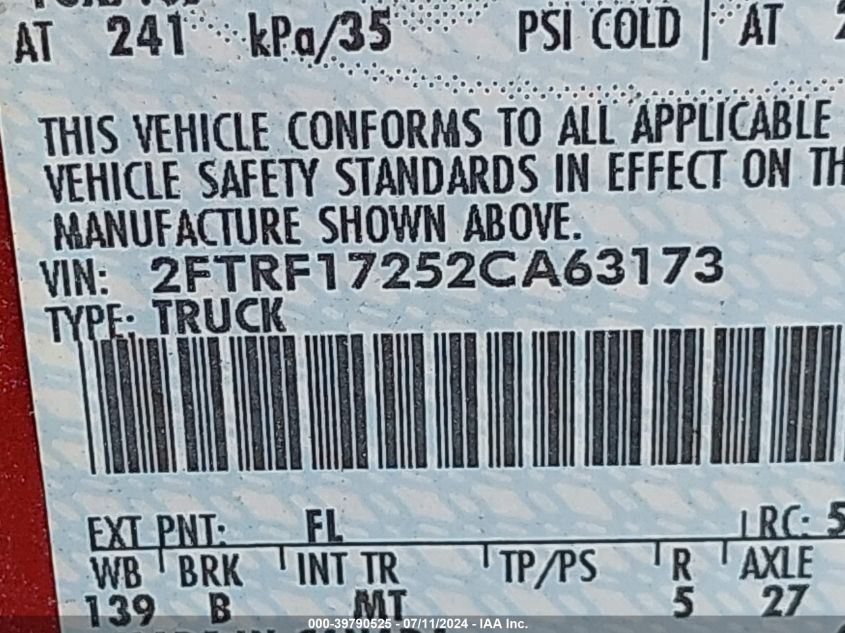 AT 241 kPa/35 PSI COLD AT
THIS VEHICLE CONFORMS TO ALL APPLICABLE
VEHICLE SAFETY STANDARDS IN EFFECT ON
MANUFACTURE SHOWN ABOVE.
VIN: 2FTRF17252CA63173
TYPE: TRUCK
EXT PNT: FL RC: 5
WB BRK INT TR TP/PS R AXLE
139 B MT 5 27
000-39790525 - 07/11/2024 - IAA Inc.